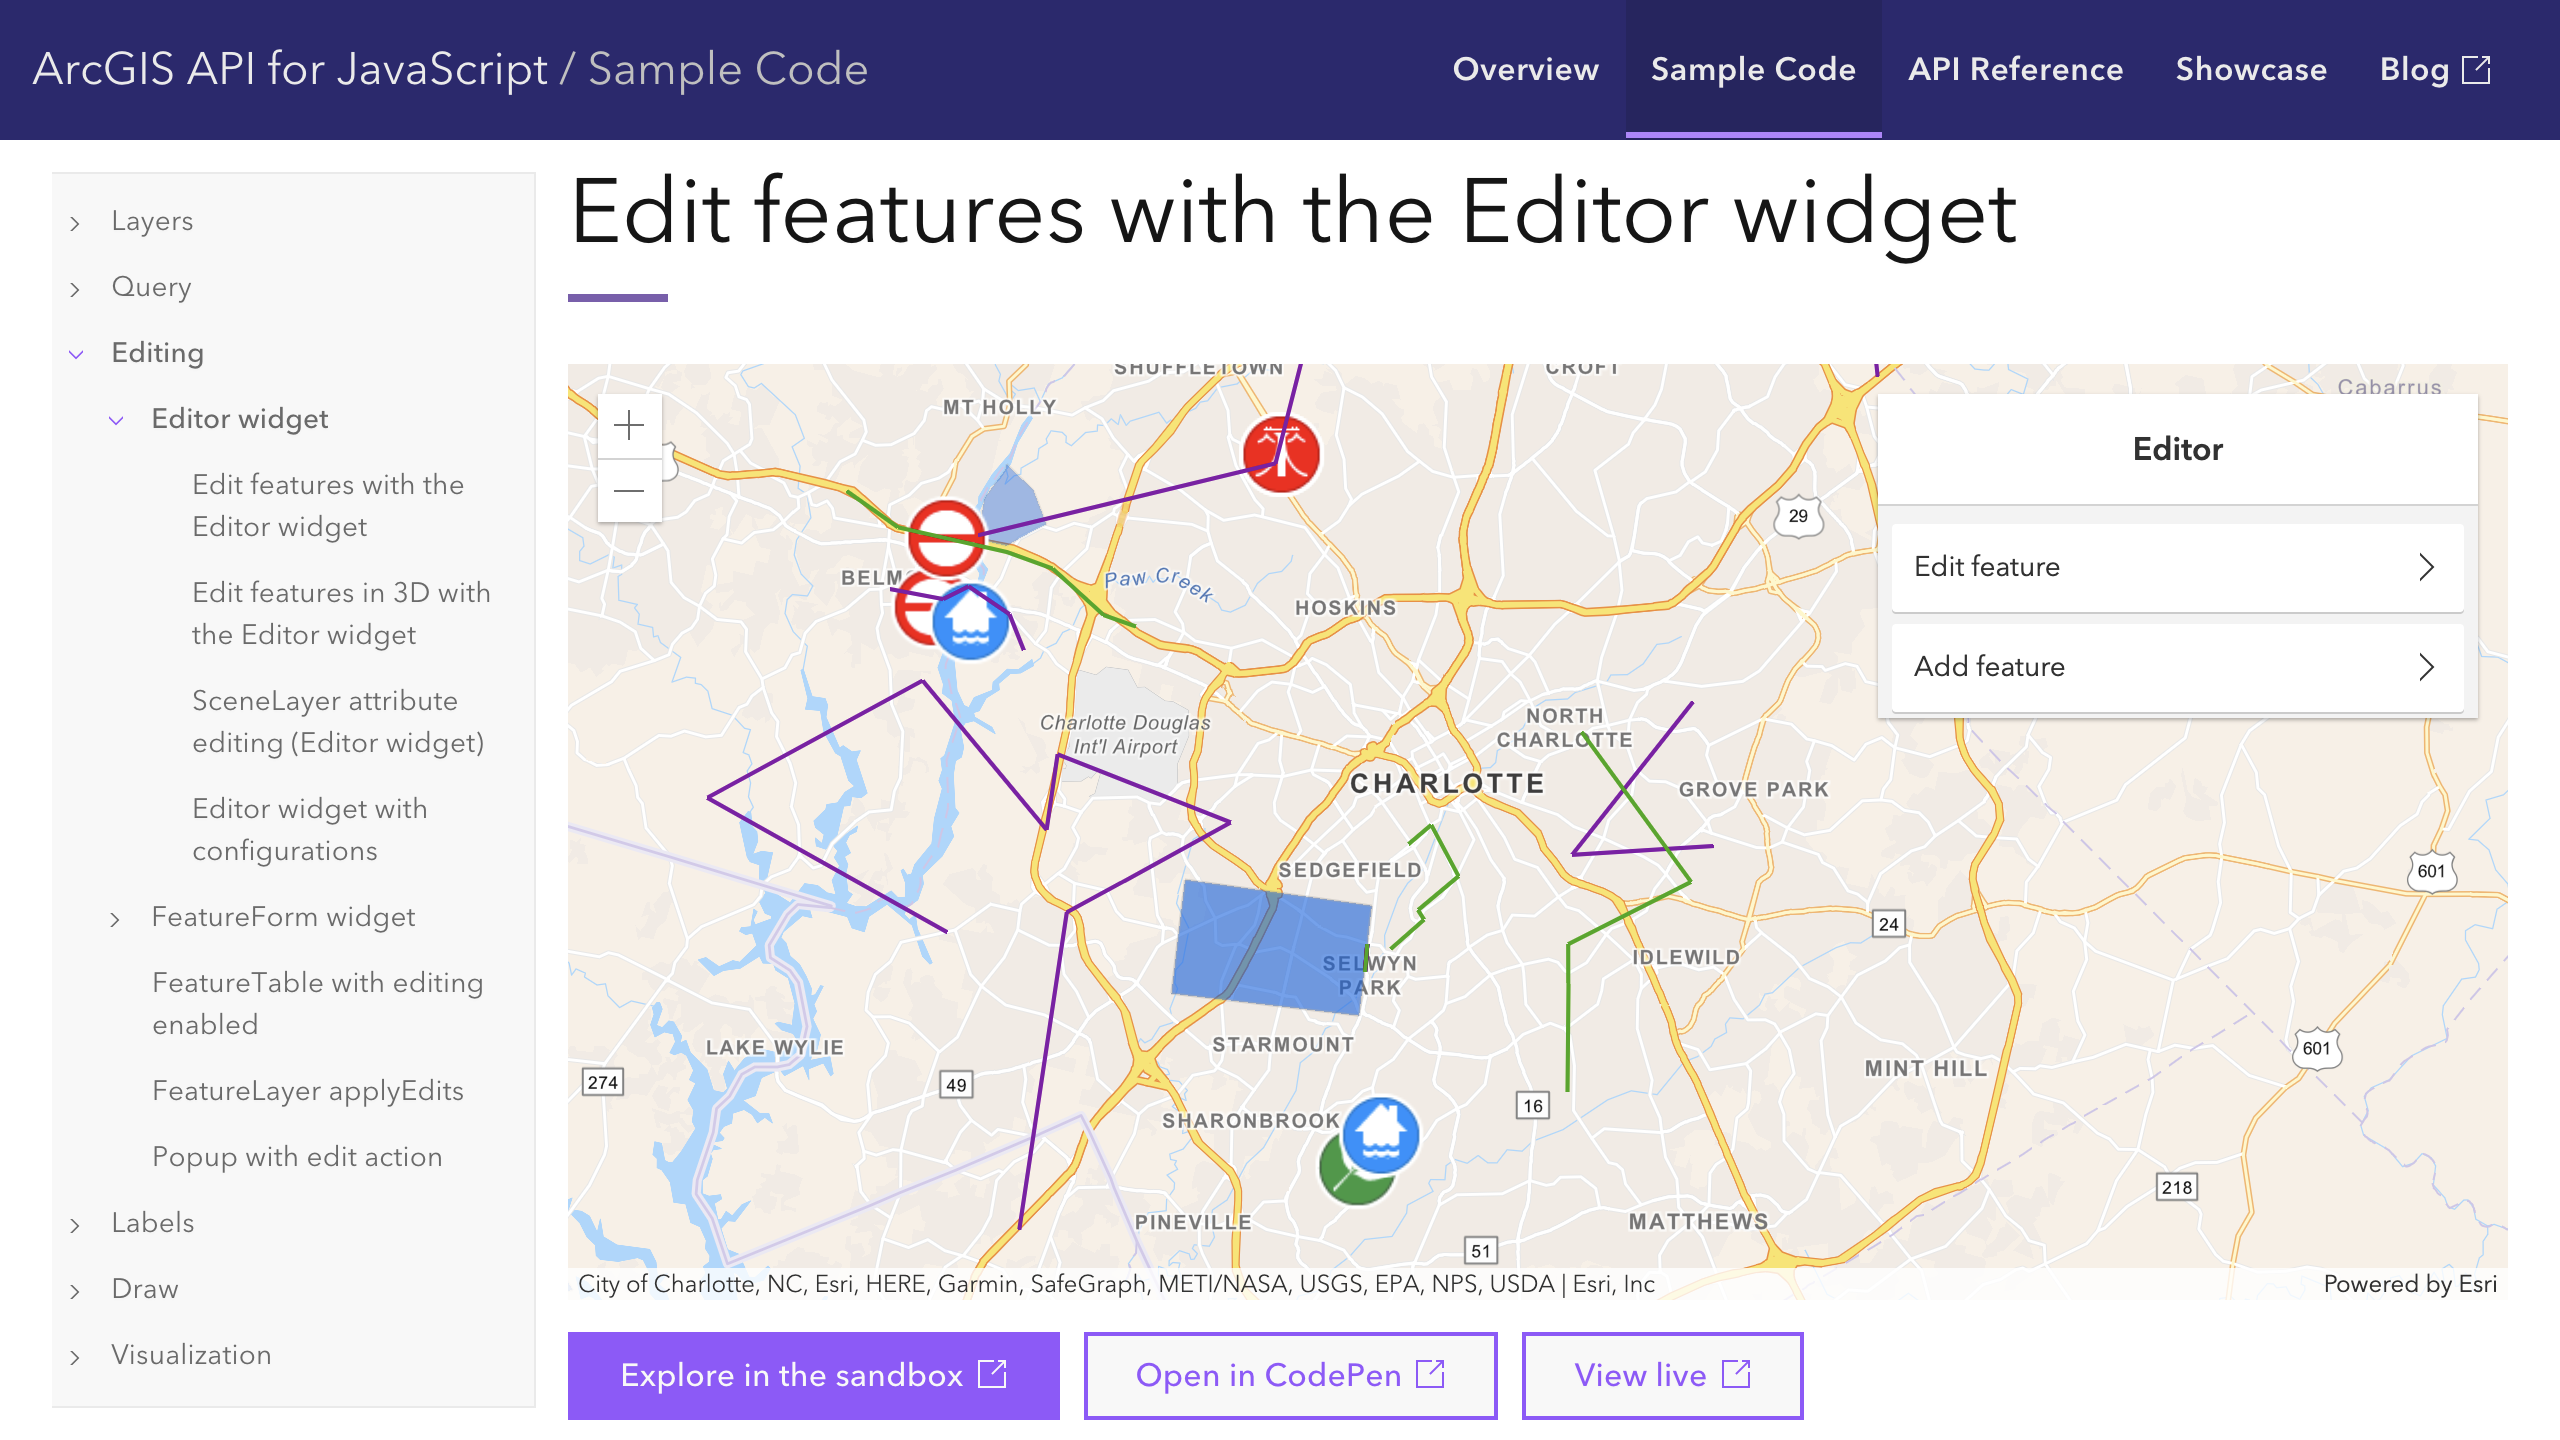 ArcGIS API for JavaScript / Sample Code
Overview
Sample Code
API Reference
Showcase
Blog
Layers
Query
Editing
Editor widget
Edit features with the
Editor widget
Edit features in 3D with
the Editor widget
SceneLayer attribute
editing (Editor widget)
Editor widget with
configurations
FeatureForm widget
FeatureTable with editing
enabled
FeatureLayer applyEdits
Popup with edit action
Labels
Draw
Visualization
Edit features with the Editor widget
SHUFFLETOWN
CROFT
Cabarrus
MT HOLLY
Editor
29
Edit feature
BELM
Paw Creek
HOSKINS
Add feature
Charlotte Douglas
Int'l Airport
NORTH
CHARLOTTE
CHARLOTTE
GROVE PARK
SEDGEFIELD
601
24
SELWYN
PARK
IDLEWILD
LAKE WYLIE
STARMOUNT
601
MINT HILL
274
49
16
SHARONBROOK
218
PINEVILLE
MATTHEWS
51
City of Charlotte, NC, Esri, HERE, Garmin, SafeGraph, METI/NASA, USGS, EPA, NPS, USDA | Esri, Inc
Powered by Esri
Explore in the sandbox
Open in CodePen
View live